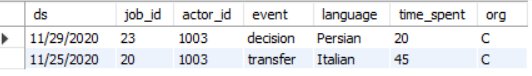 ds job_id actor_id event language time_spent org
11/29/2020 23 1003 decision Persian 20 C
11/25/2020 20 1003 transfer Italian 45 C